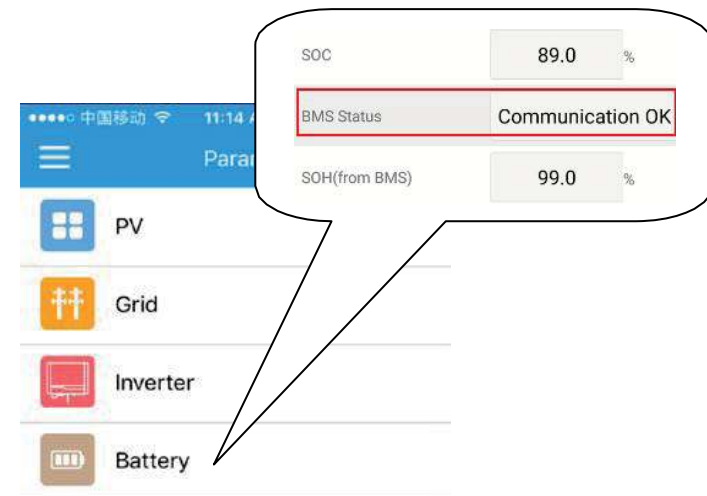 SOC 89.0 %
BMS Status Communication OK
SOH(from BMS) 99.0 %
中国移动 11:14
PV
Grid
Inverter
Battery